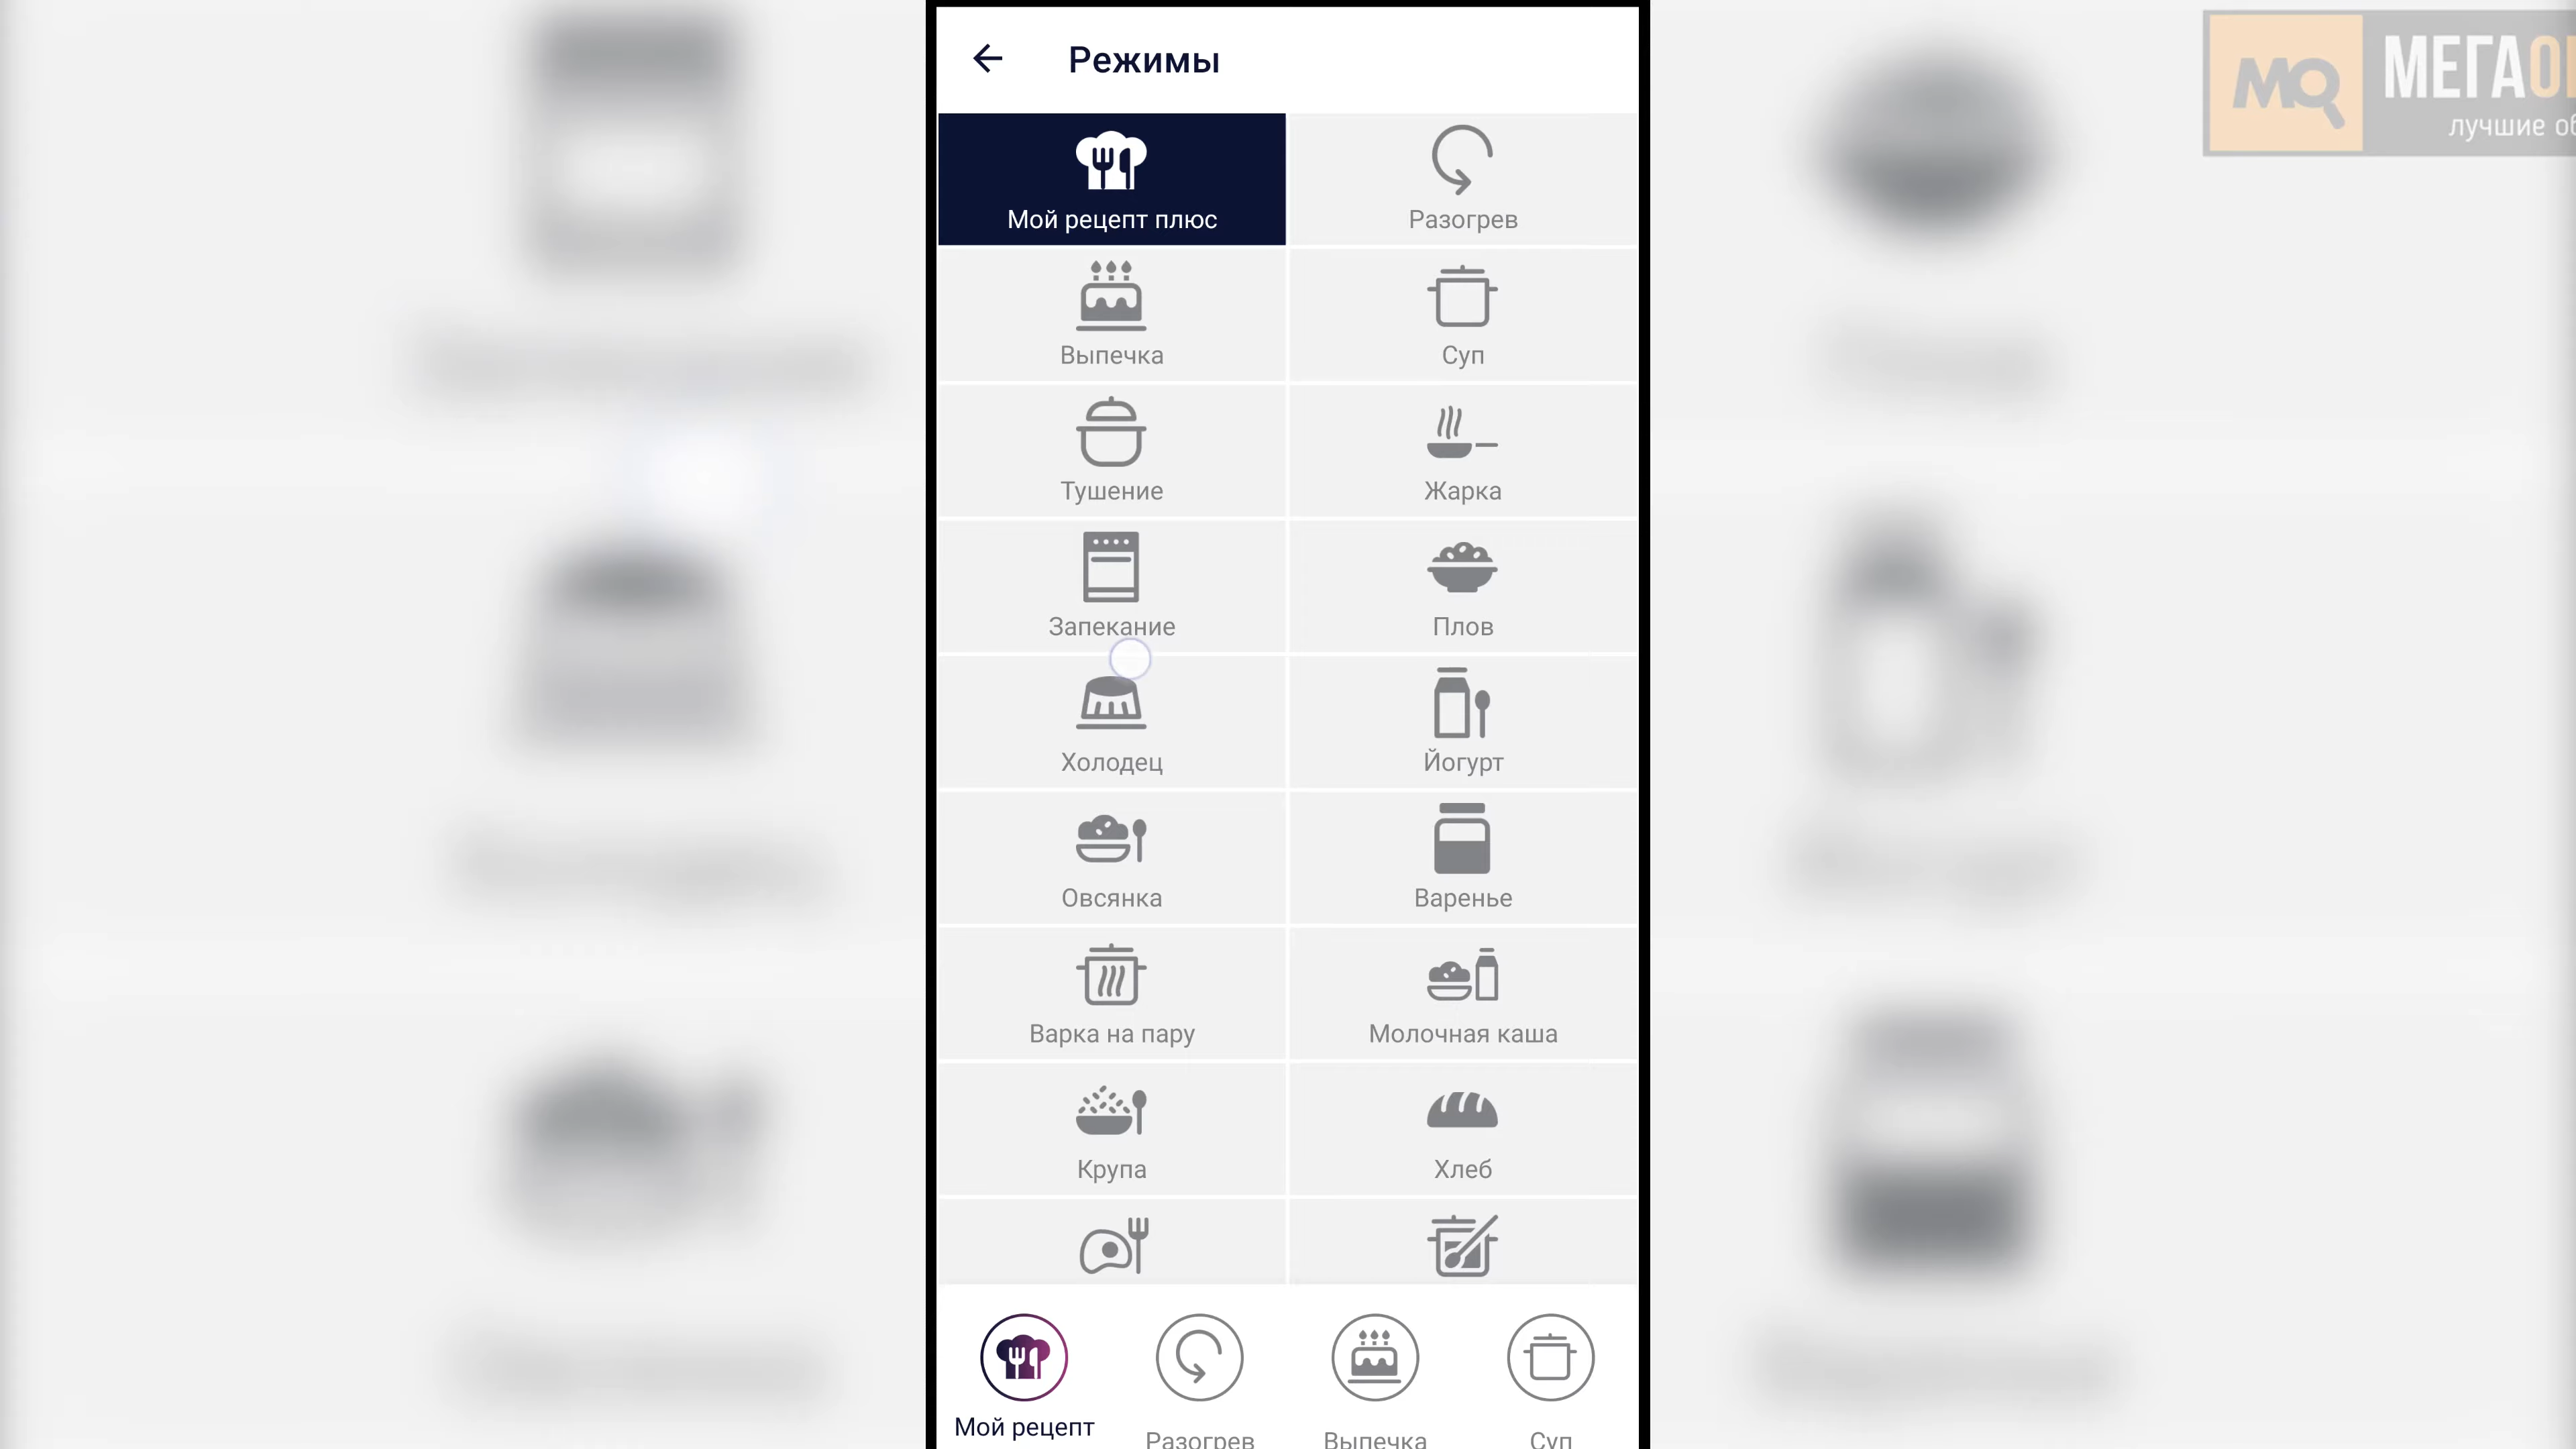 Режимы
Мой рецепт плюс
Разогрев
Выпечка
Суп
Тушение
Жарка
Запекание
Плов
Холодец
Йогурт
Овсянка
Варенье
Варка на пару
Молочная каша
Крупа
Хлеб
Мой рецепт
Разогрев
Выпечка
Суп
MQ
лучшие